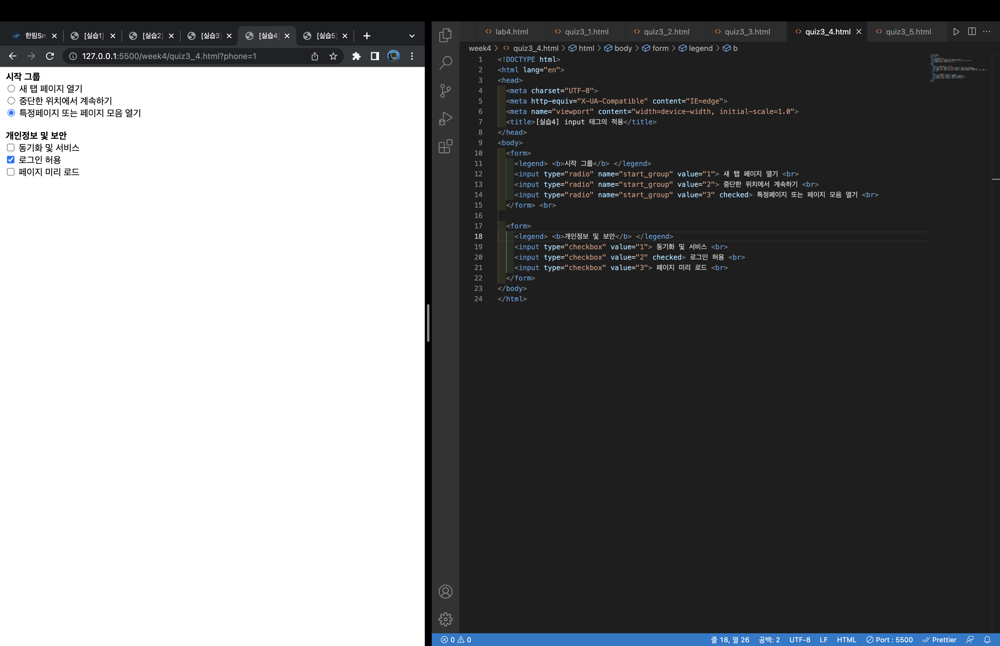 한림Sm
[실습1]
[실습2]
[실습3]
[실습4]
[실습5]
127.0.0.1:5500/week4/quiz3_4.html?phone=1
시작 그룹
새 탭 페이지 열기
중단한 위치에서 계속하기
특정페이지 또는 페이지 모음 열기
개인정보 및 보안
동기화 및 서비스
로그인 허용
페이지 미리 로드
lab4.html
quiz3_1.html
quiz3_2.html
quiz3_3.html
quiz3_4.html
quiz3_5.html
week4 > quiz3_4.html > html > body > form > legend > b
1 <!DOCTYPE html>
2 <html lang="en">
3 <head>
4 <meta charset="UTF-8">
5 <meta http-equiv="X-UA-Compatible" content="IE=edge">
6 <meta name="viewport" content="width=device-width, initial-scale=1.0">
7 <title>[실습4] input 태그의 적용</title>
8 </head>
9 <body>
10 <form>
11 <legend> <b>시작 그룹</b> </legend>
12 <input type="radio" name="start_group" value="1"> 새 탭 페이지 열기 <br>
13 <input type="radio" name="start_group" value="2"> 중단한 위치에서 계속하기 <br>
14 <input type="radio" name="start_group" value="3" checked> 특정페이지 또는 페이지 모음 열기 <br>
15 </form> <br>
16
17 <form>
18 <legend> <b>개인정보 및 보안</b> </legend>
19 <input type="checkbox" value="1"> 동기화 및 서비스 <br>
20 <input type="checkbox" value="2" checked> 로그인 허용 <br>
21 <input type="checkbox" value="3"> 페이지 미리 로드 <br>
22 </form>
23 </body>
24 </html>
0 0 줄 18, 열 26 공백: 2 UTF-8 LF HTML Port : 5500 Prettier